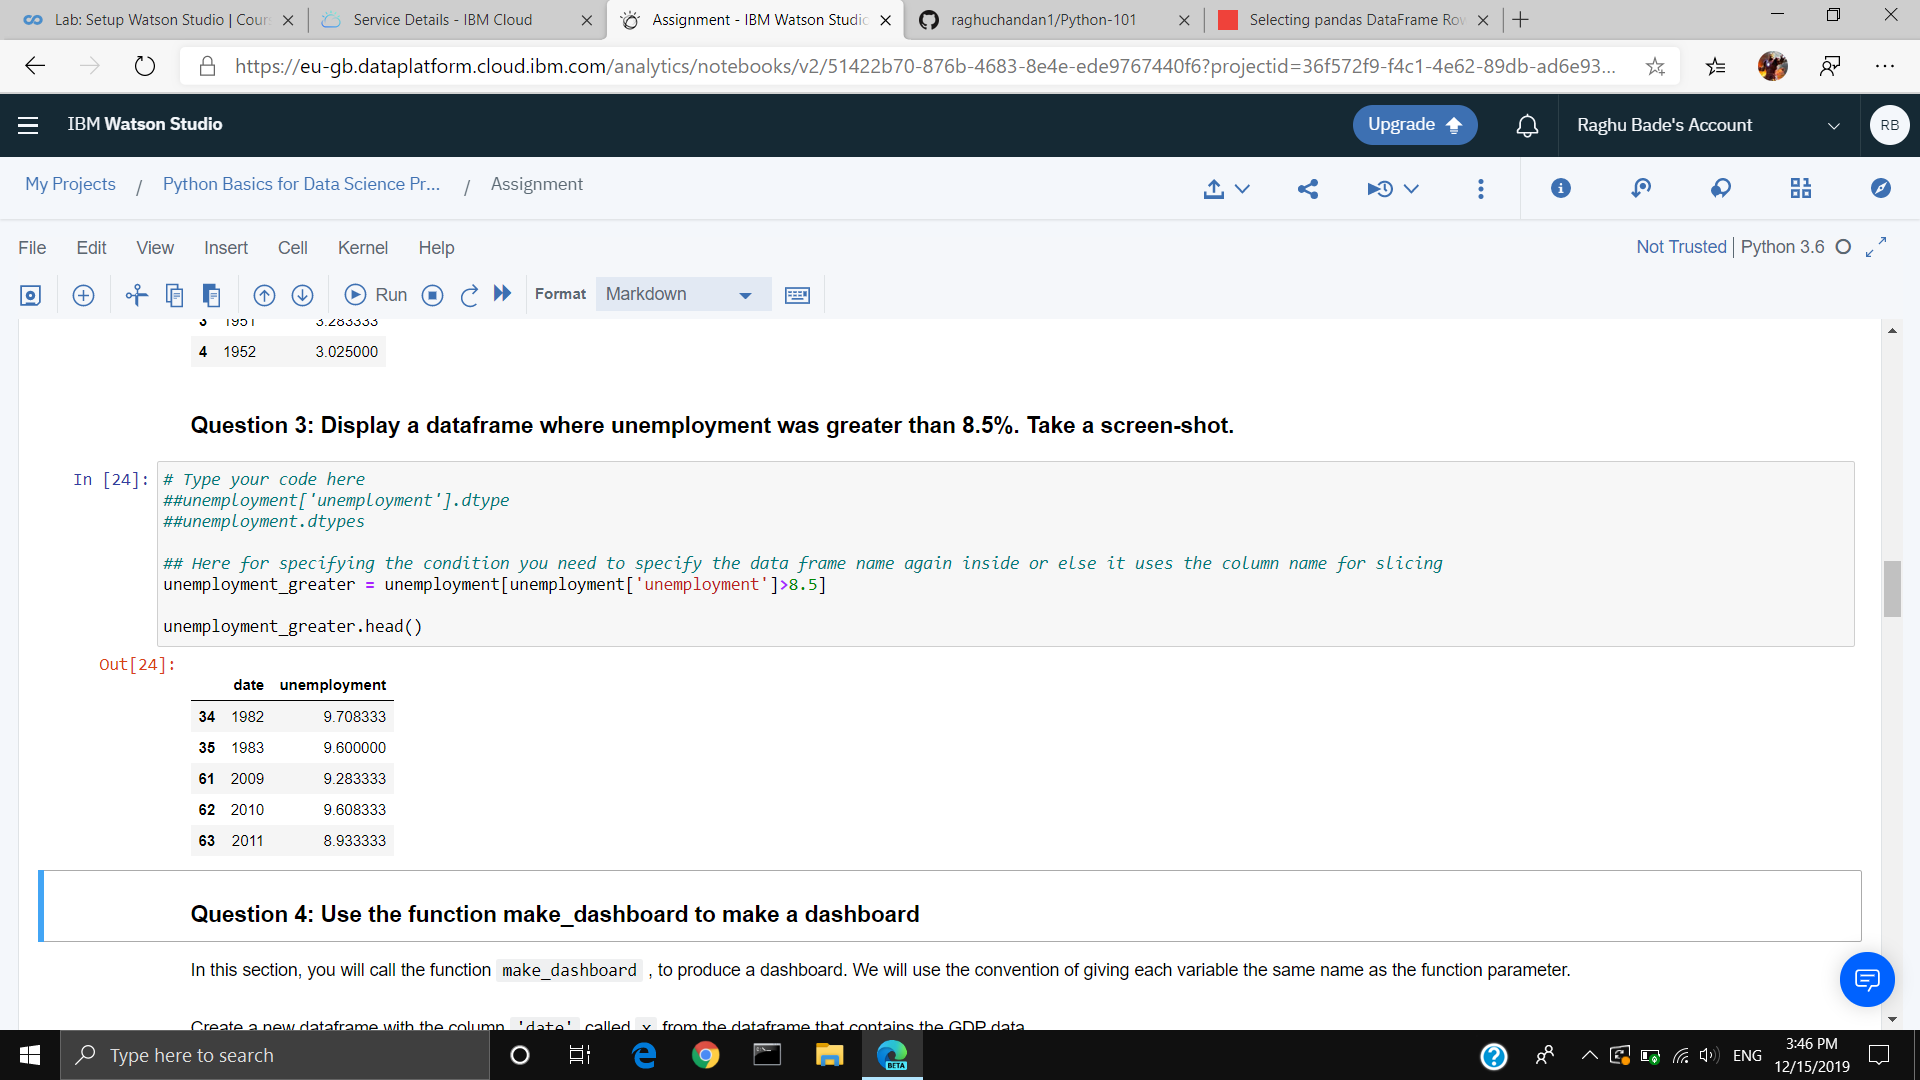 Lab: Setup Watson Studio | Cour
Service Details - IBM Cloud
Assignment - IBM Watson Studio
raghuchandan1/Python-101
Selecting pandas DataFrame Row
https://eu-gb.dataplatform.cloud.ibm.com/analytics/notebooks/v2/51422b70-876b-4683-8e4e-ede9767440f6?projectid=36f572f9-f4c1-4e62-89db-ad6e93...
IBM Watson Studio
Upgrade
Raghu Bade's Account
RB
My Projects / Python Basics for Data Science Pr... / Assignment
File Edit View Insert Cell Kernel Help
Not Trusted | Python 3.6
Run
Format
Markdown
3 1951 3.283333
4 1952 3.025000
Question 3: Display a dataframe where unemployment was greater than 8.5%. Take a screen-shot.
In [24]:
# Type your code here
##unemployment['unemployment'].dtype
##unemployment.dtypes
## Here for specifying the condition you need to specify the data frame name again inside or else it uses the column name for slicing
unemployment_greater = unemployment[unemployment['unemployment']>8.5]
unemployment_greater.head()
Out[24]:
date unemployment
34 1982 9.708333
35 1983 9.600000
61 2009 9.283333
62 2010 9.608333
63 2011 8.933333
Question 4: Use the function make_dashboard to make a dashboard
In this section, you will call the function make_dashboard , to produce a dashboard. We will use the convention of giving each variable the same name as the function parameter.
Create a new dataframe with the column 'date' called x from the dataframe that contains the GDP data.
Type here to search
BETA
ENG
3:46 PM
12/15/2019